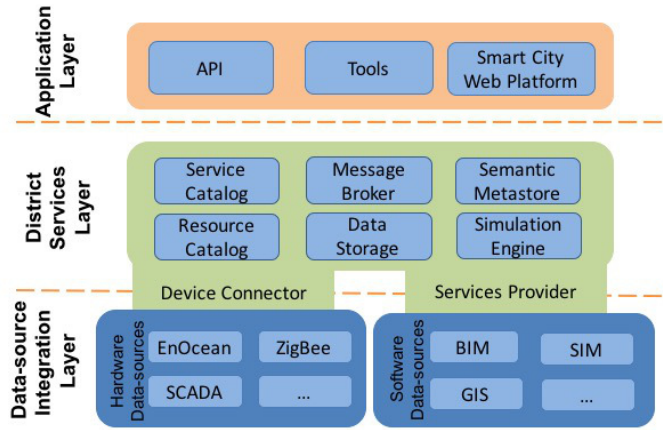 Application
Layer
API
Tools
Smart City
Web Platform
District
Services
Layer
Service
Catalog
Message
Broker
Semantic
Metastore
Resource
Catalog
Data
Storage
Simulation
Engine
Device Connector
Services Provider
Data-source
Integration
Layer
Hardware
Data-sources
EnOcean
ZigBee
SCADA
...
Software
Data-sources
BIM
SIM
GIS
...